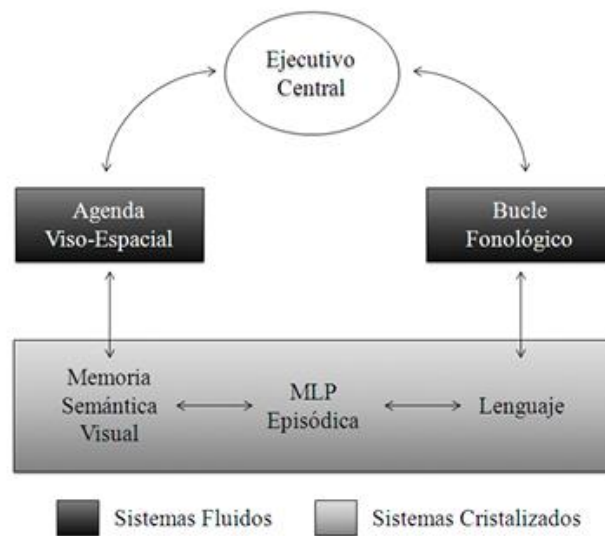 Ejecutivo
Central
Agenda
Viso-Espacial
Bucle
Fonológico
Memoria
Semántica
Visual
MLP
Episódica
Lenguaje
Sistemas Fluidos
Sistemas Cristalizados